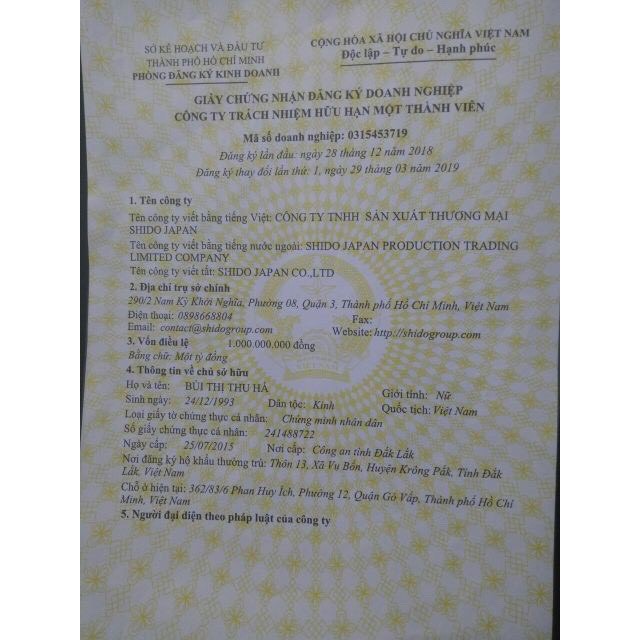 SỞ KẾ HOẠCH VÀ ĐẦU TƯ
THÀNH PHỐ HỒ CHÍ MINH
PHÒNG ĐĂNG KÝ KINH DOANH
CỘNG HÒA XÃ HỘI CHỦ NGHĨA VIỆT NAM
Độc lập – Tự do – Hạnh phúc
GIẤY CHỨNG NHẬN ĐĂNG KÝ DOANH NGHIỆP
CÔNG TY TRÁCH NHIỆM HỮU HẠN MỘT THÀNH VIÊN
Mã số doanh nghiệp: 0315453719
Đăng ký lần đầu: ngày 28 tháng 12 năm 2018
Đăng ký thay đổi lần thứ: 1, ngày 29 tháng 03 năm 2019
1. Tên công ty
Tên công ty viết bằng tiếng Việt: CÔNG TY TNHH SẢN XUẤT THƯƠNG MẠI
SHIDO JAPAN
Tên công ty viết bằng tiếng nước ngoài: SHIDO JAPAN PRODUCTION TRADING
LIMITED COMPANY
Tên công ty viết tắt: SHIDO JAPAN CO.,LTD
2. Địa chỉ trụ sở chính
290/2 Nam Kỳ Khởi Nghĩa, Phường 08, Quận 3, Thành phố Hồ Chí Minh, Việt Nam
Điện thoại: 0898668804 Fax:
Email: contact@shidogroup.com Website: http://shidogroup.com
3. Vốn điều lệ 1.000.000.000 đồng
Bằng chữ: Một tỷ đồng
4. Thông tin về chủ sở hữu
Họ và tên: BÙI THỊ THU HÀ Giới tính: Nữ
Sinh ngày: 24/12/1993 Dân tộc: Kinh Quốc tịch: Việt Nam
Loại giấy tờ chứng thực cá nhân: Chứng minh nhân dân
Số giấy chứng thực cá nhân: 241488722
Ngày cấp: 25/07/2015 Nơi cấp: Công an tỉnh Đắk Lắk
Nơi đăng ký hộ khẩu thường trú: Thôn 13, Xã Vụ Bổn, Huyện Krông Pắk, Tỉnh Đắk
Lắk, Việt Nam
Chỗ ở hiện tại: 362/83/6 Phan Huy Ích, Phường 12, Quận Gò Vấp, Thành phố Hồ Chí
Minh, Việt Nam
5. Người đại diện theo pháp luật của công ty
VIỆT NAM